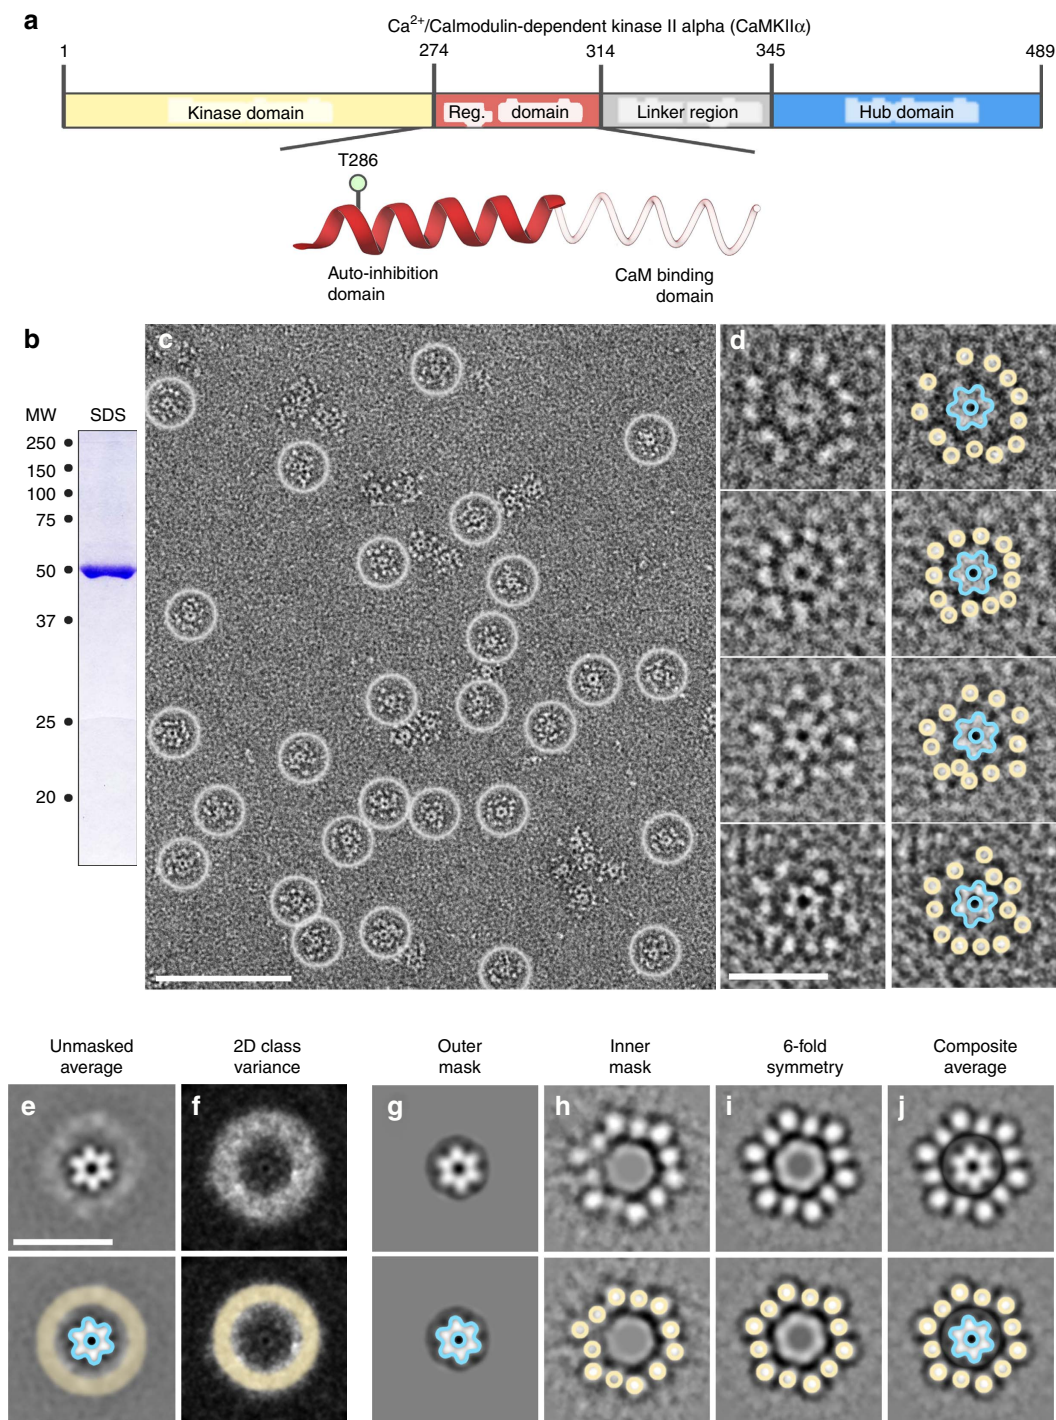 a
Ca2+/Calmodulin-dependent kinase II alpha (CaMKIIα)
1 274 314 345 489
Kinase domain Reg. domain Linker region Hub domain
T286
Auto-inhibition domain
CaM binding domain
b
MW SDS
250
150
100
75
50
37
25
20
c
d
Unmasked average
2D class variance
Outer mask
Inner mask
6-fold symmetry
Composite average
e f g h i j